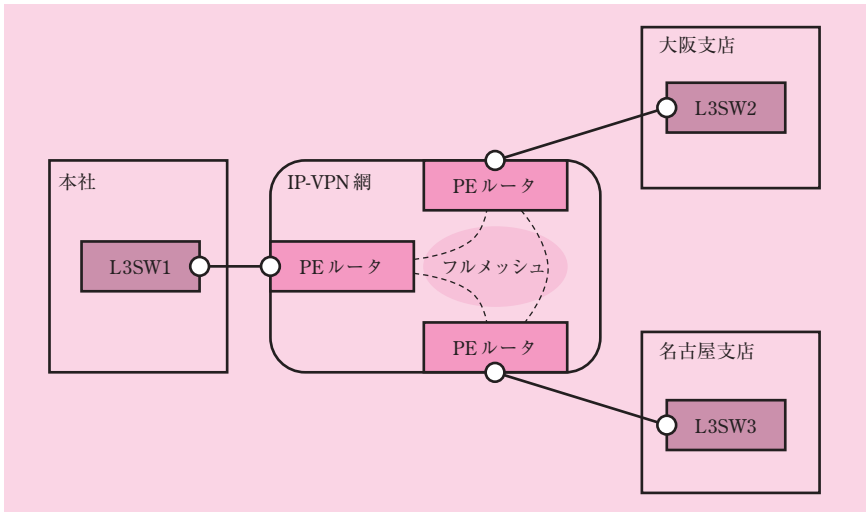 大阪支店
L3SW2
本社
IP-VPN網
PEルータ
L3SW1
PEルータ
フルメッシュ
PEルータ
名古屋支店
L3SW3